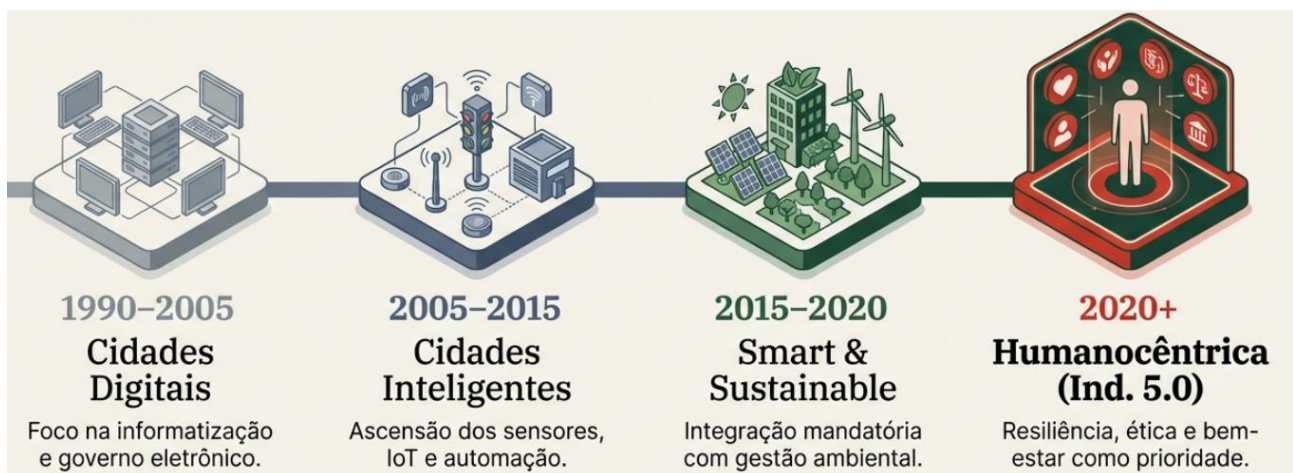 1990–2005
Cidades
Digitais
Foco na informatização
e governo eletrônico.
2005–2015
Cidades
Inteligentes
Ascensão dos sensores,
IoT e automação.
2015–2020
Smart &
Sustainable
Integração mandatória
com gestão ambiental.
2020+
Humanocêntrica
(Ind. 5.0)
Resiliência, ética e bem-
estar como prioridade.